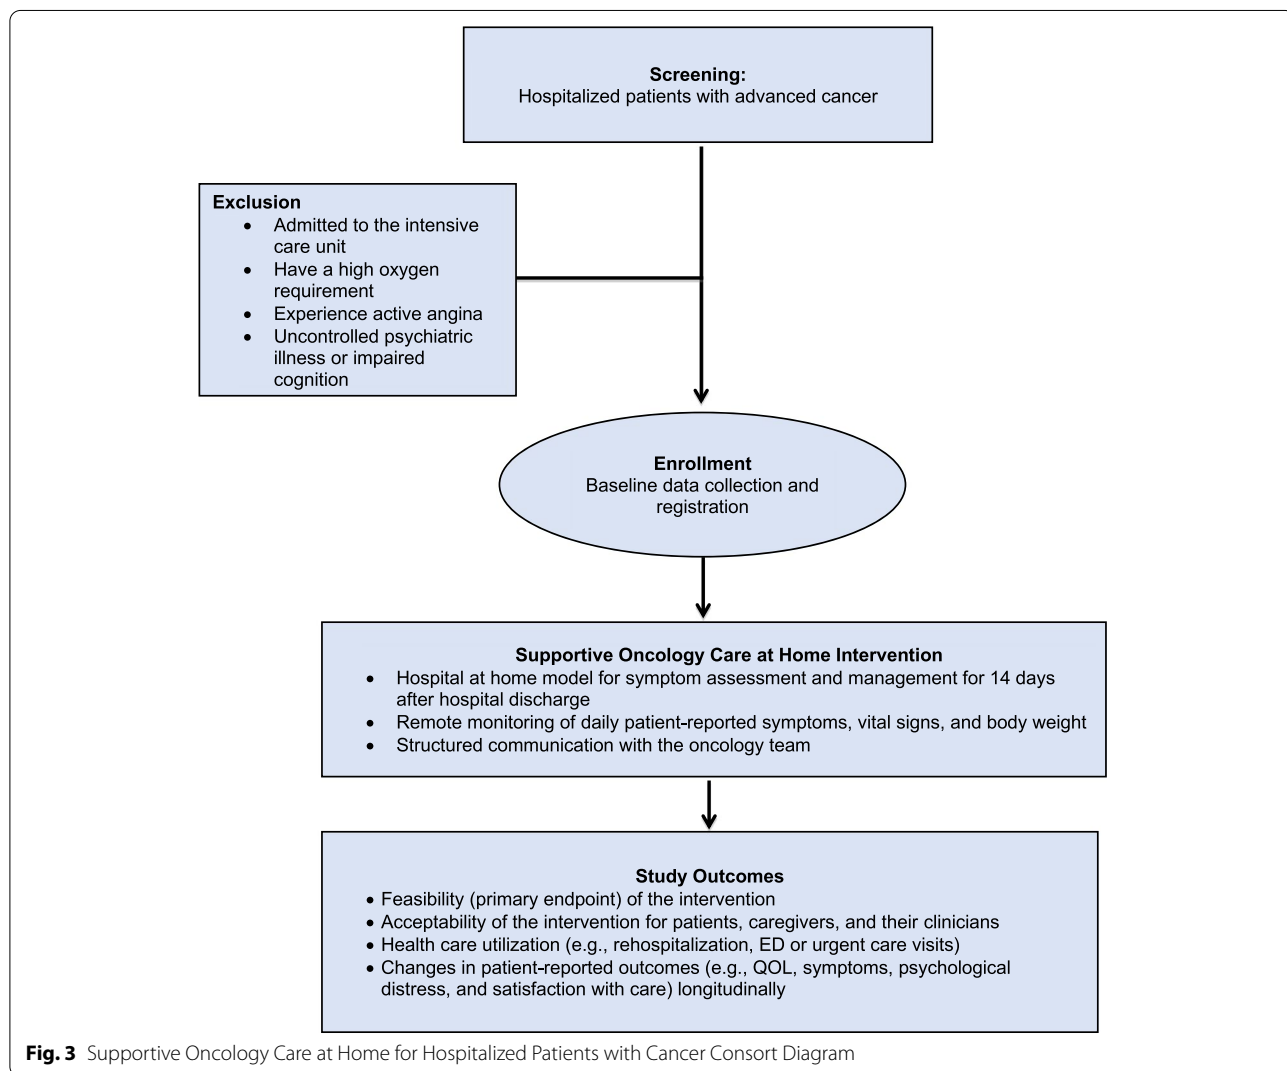 Screening:
Hospitalized patients with advanced cancer
Exclusion
• Admitted to the intensive
care unit
• Have a high oxygen
requirement
• Experience active angina
• Uncontrolled psychiatric
illness or impaired
cognition
Enrollment
Baseline data collection and
registration
Supportive Oncology Care at Home Intervention
• Hospital at home model for symptom assessment and management for 14 days
after hospital discharge
• Remote monitoring of daily patient-reported symptoms, vital signs, and body weight
• Structured communication with the oncology team
Study Outcomes
• Feasibility (primary endpoint) of the intervention
• Acceptability of the intervention for patients, caregivers, and their clinicians
• Health care utilization (e.g., rehospitalization, ED or urgent care visits)
• Changes in patient-reported outcomes (e.g., QOL, symptoms, psychological
distress, and satisfaction with care) longitudinally
Fig. 3 Supportive Oncology Care at Home for Hospitalized Patients with Cancer Consort Diagram